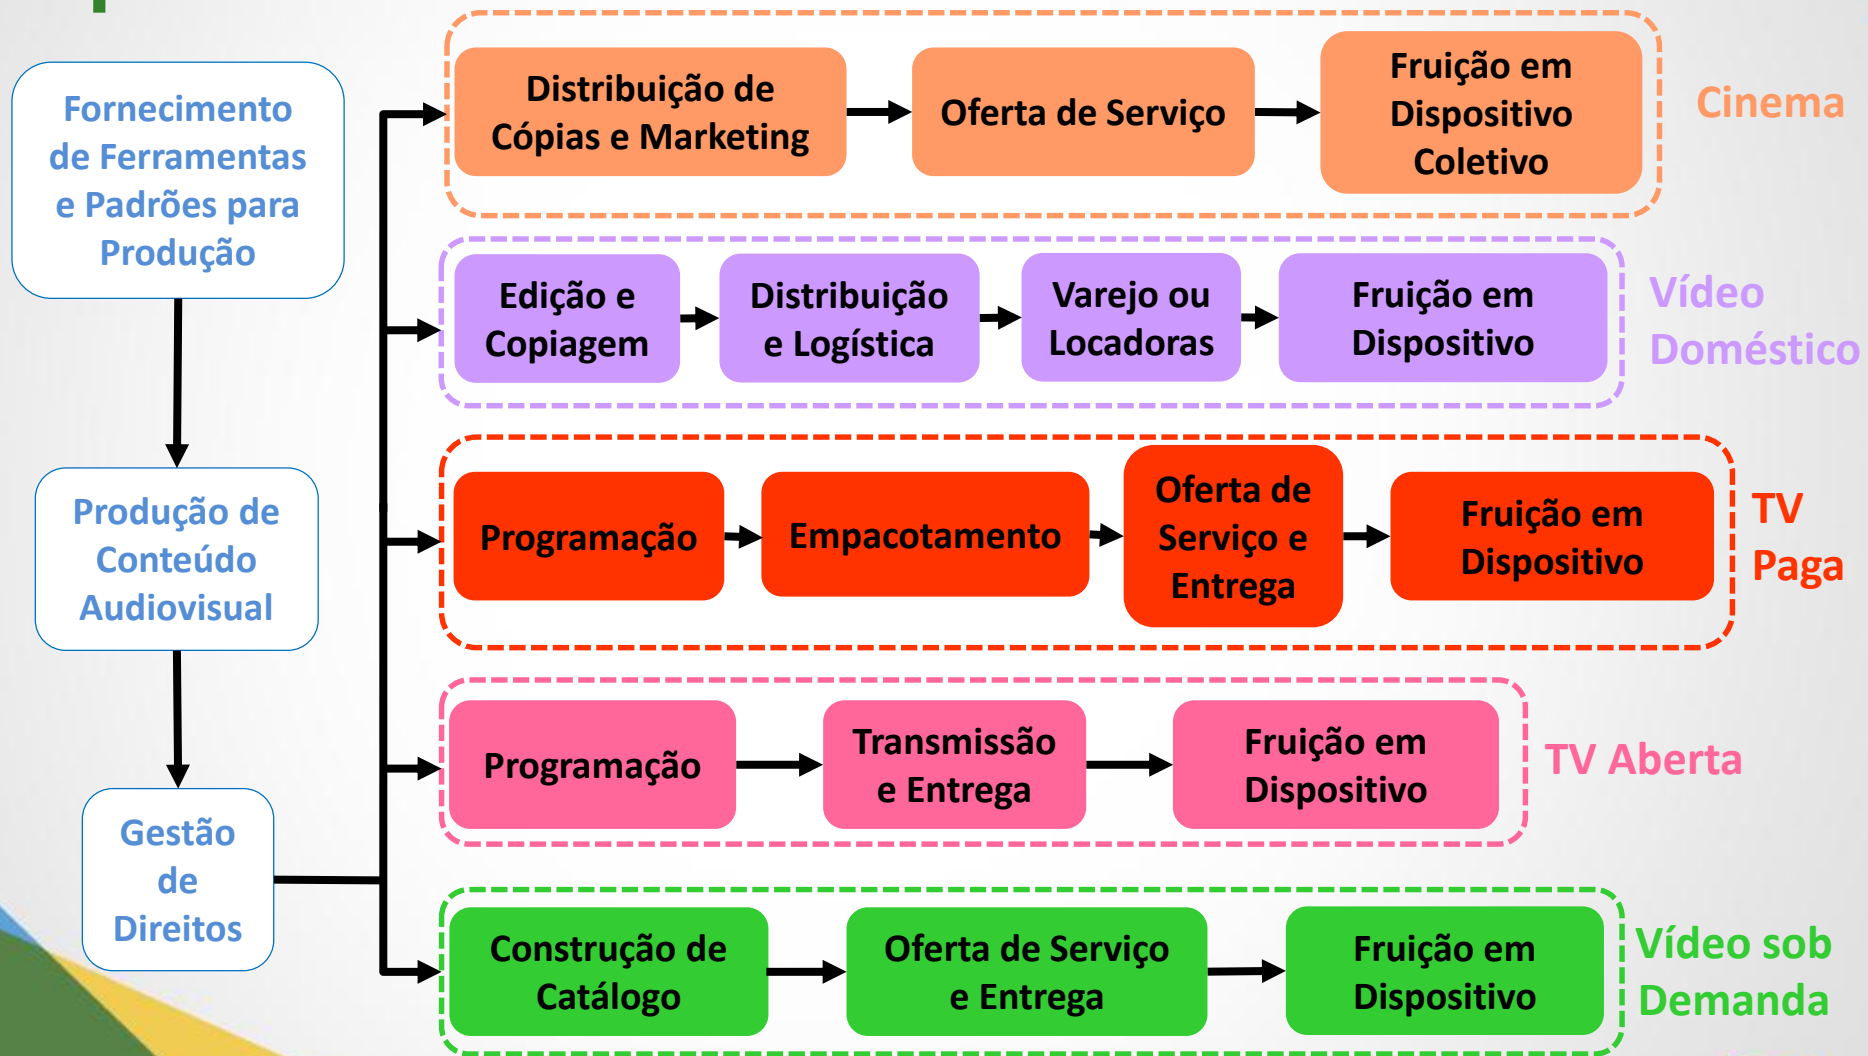 Fornecimento
de Ferramentas
e Padrões para
Produção
Produção de
Conteúdo
Audiovisual
Gestão
de
Direitos
Distribuição de
Cópias e Marketing
Oferta de Serviço
Fruição em
Dispositivo
Coletivo
Cinema
Edição e
Copiagem
Distribuição
e Logística
Varejo ou
Locadoras
Fruição em
Dispositivo
Vídeo
Doméstico
Programação
Empacotamento
Oferta de
Serviço e
Entrega
Fruição em
Dispositivo
TV
Paga
Programação
Transmissão
e Entrega
Fruição em
Dispositivo
TV Aberta
Construção de
Catálogo
Oferta de Serviço
e Entrega
Fruição em
Dispositivo
Vídeo sob
Demanda